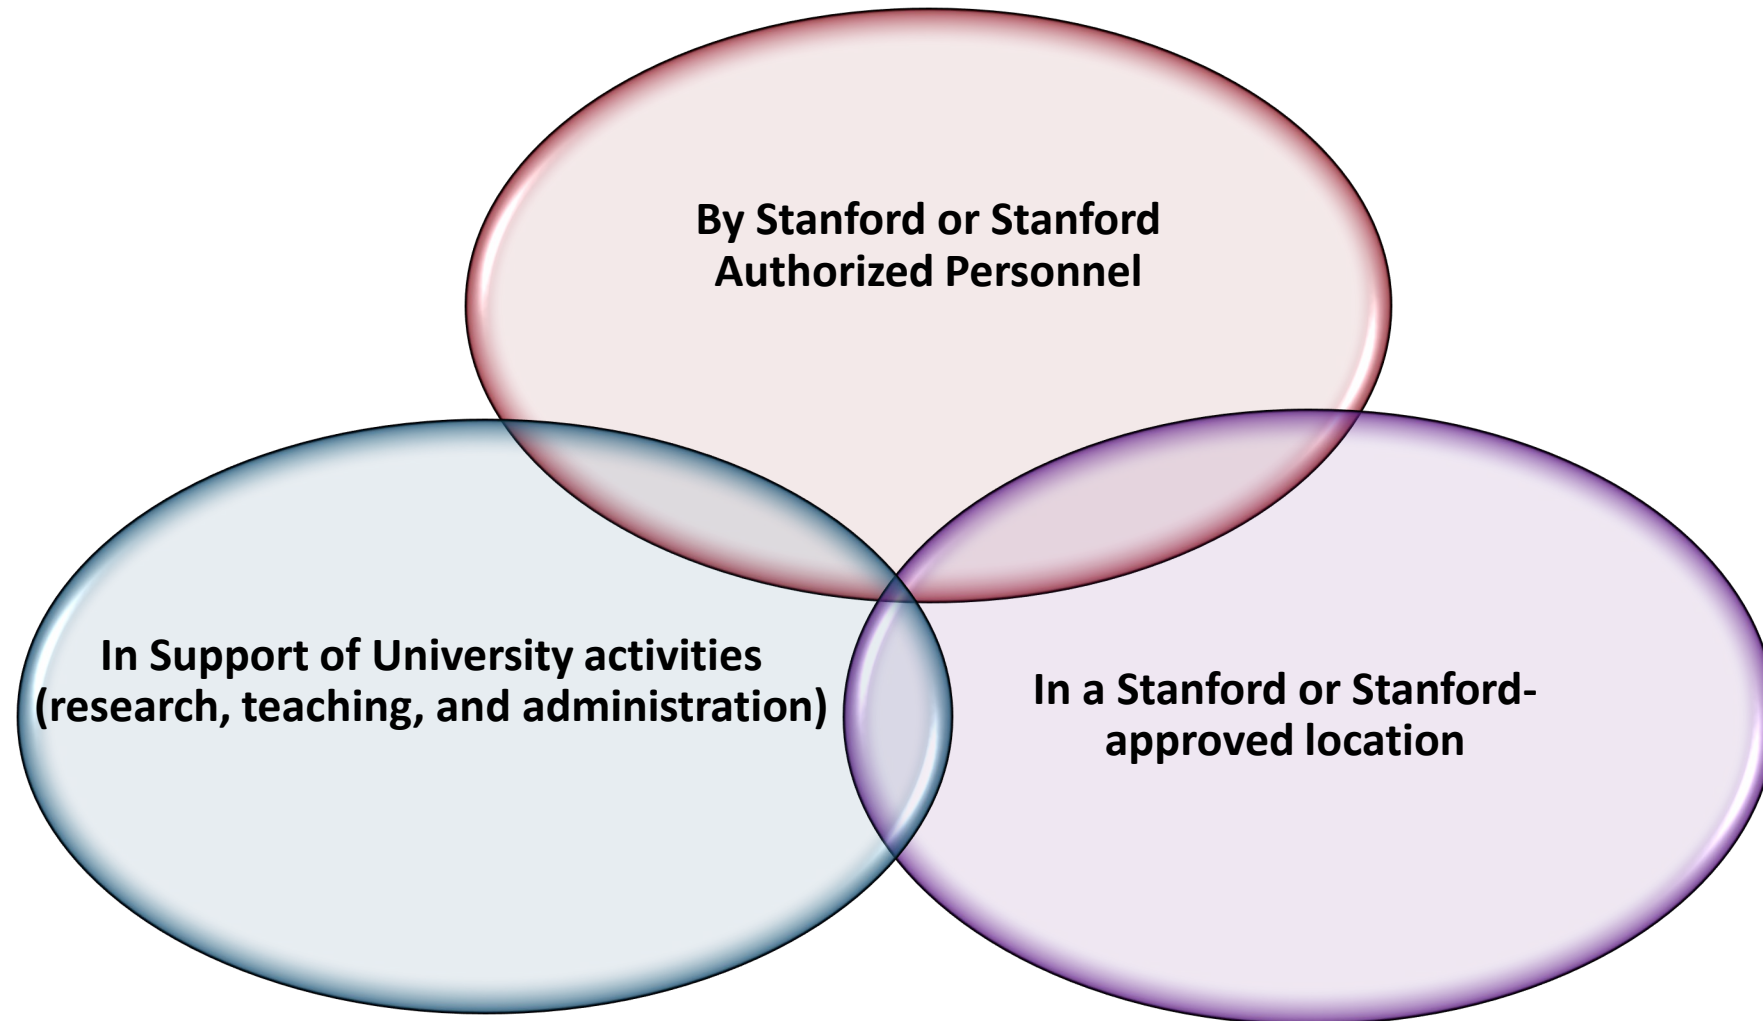 By Stanford or Stanford
Authorized Personnel
In Support of University activities
(research, teaching, and administration)
In a Stanford or Stanford-
approved location